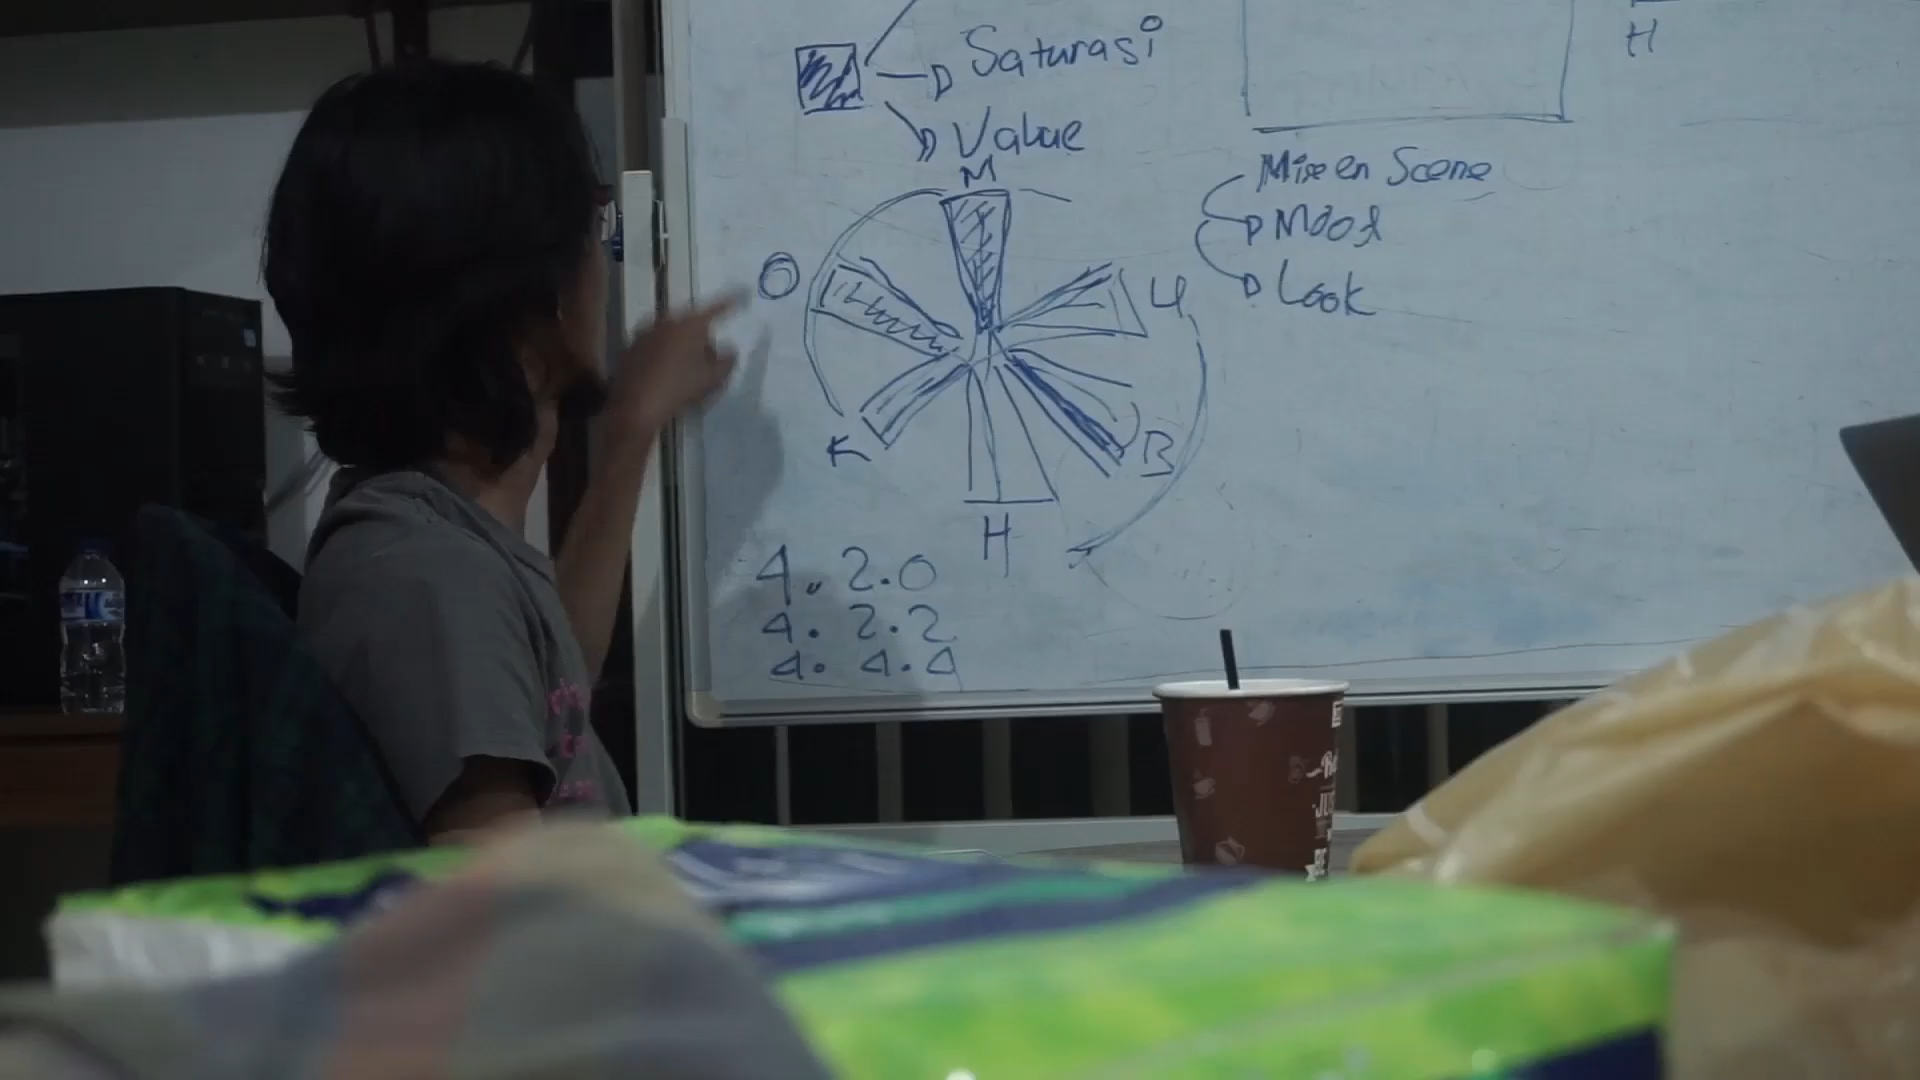 H
Saturasi
Value
Mise en Scene
Mood
Look
M
O
U
K
B
H
4.2.0
4.2.2
4.4.4